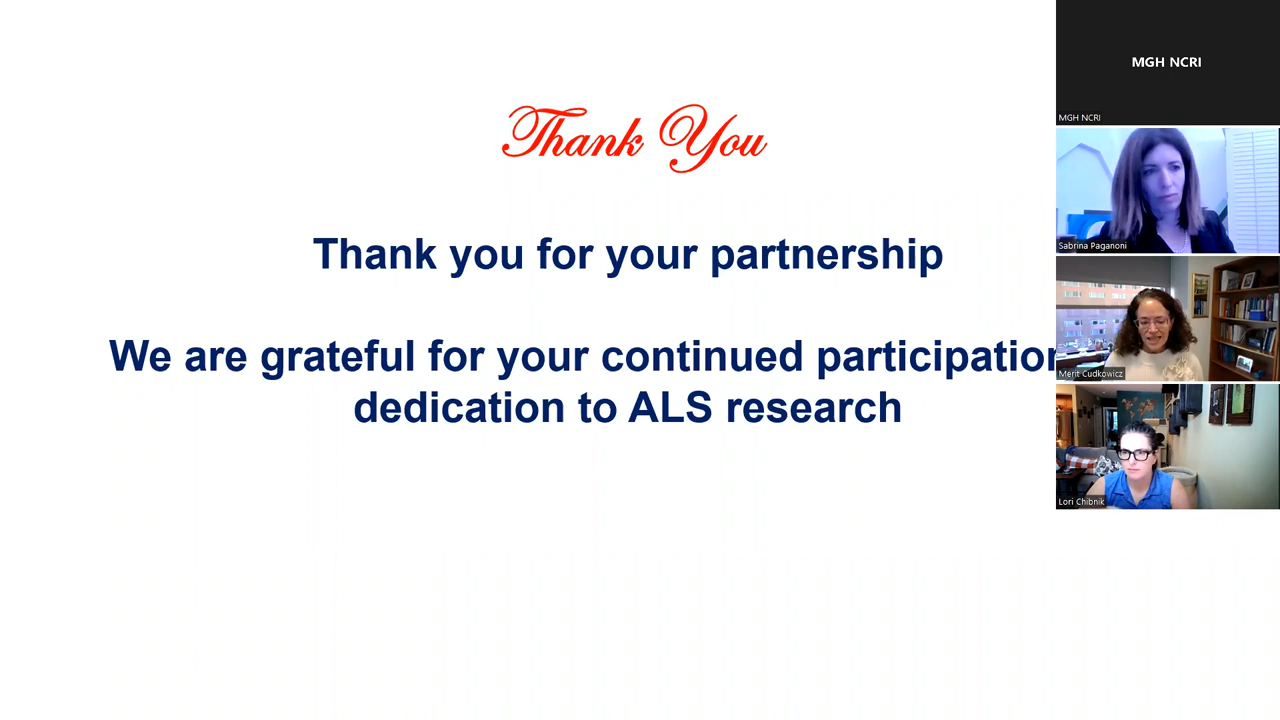 Thank You
Thank you for your partnership
We are grateful for your continued participation
dedication to ALS research
MGH NCRI
MGH NCRI
Sabrina Paganoni
Merit Cudkowicz
Lori Chibnik